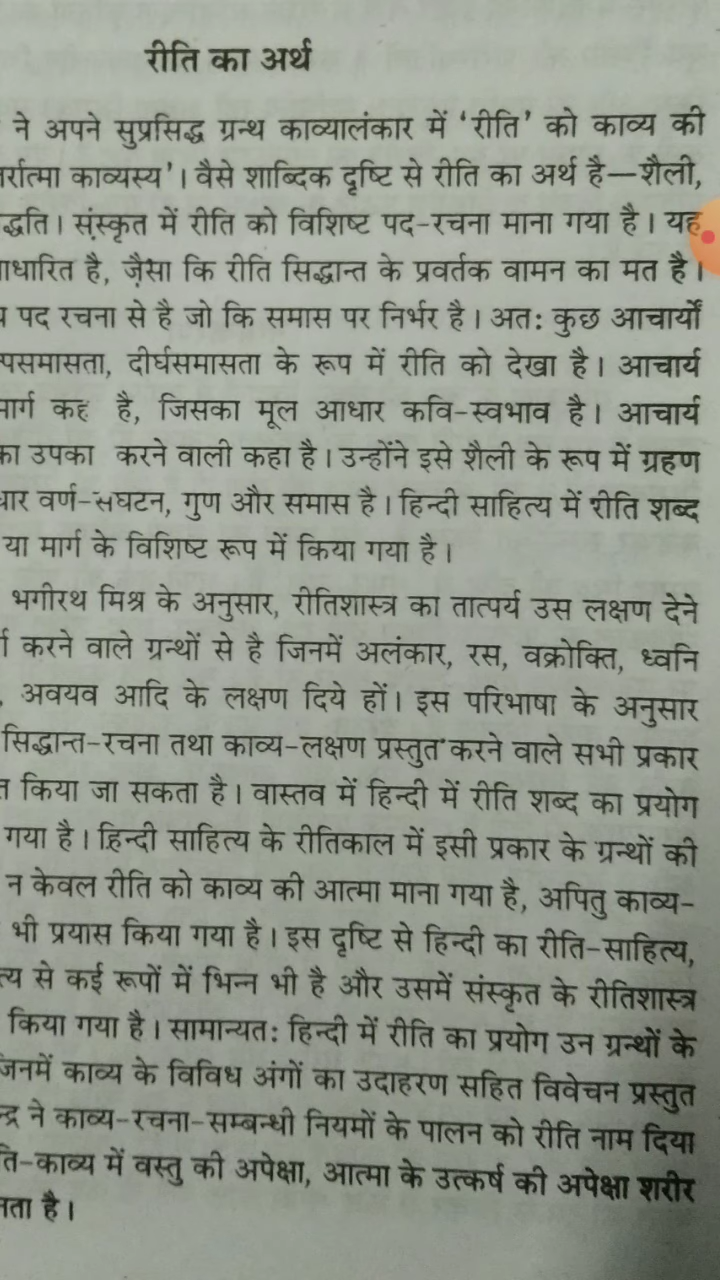 रीति का अर्थ
ने अपने सुप्रसिद्ध ग्रन्थ काव्यालंकार में ‘रीति’ को काव्य की
र्रात्मा काव्यस्य’। वैसे शाब्दिक दृष्टि से रीति का अर्थ है—शैली,
द्धति। संस्कृत में रीति को विशिष्ट पद-रचना माना गया है। यह
ाधारित है, जैसा कि रीति सिद्धान्त के प्रवर्तक वामन का मत है।
पद रचना से है जो कि समास पर निर्भर है। अतः कुछ आचार्यों
पसमासता, दीर्घसमासता के रूप में रीति को देखा है। आचार्य
मार्ग कह है, जिसका मूल आधार कवि-स्वभाव है। आचार्य
का उपका करने वाली कहा है। उन्होंने इसे शैली के रूप में ग्रहण
धार वर्ण-संघटन, गुण और समास है। हिन्दी साहित्य में रीति शब्द
या मार्ग के विशिष्ट रूप में किया गया है।
भगीरथ मिश्र के अनुसार, रीतिशास्त्र का तात्पर्य उस लक्षण देने
करने वाले ग्रन्थों से है जिनमें अलंकार, रस, वक्रोक्ति, ध्वनि
, अवयव आदि के लक्षण दिये हों। इस परिभाषा के अनुसार
सिद्धान्त-रचना तथा काव्य-लक्षण प्रस्तुत करने वाले सभी प्रकार
त किया जा सकता है। वास्तव में हिन्दी में रीति शब्द का प्रयोग
गया है। हिन्दी साहित्य के रीतिकाल में इसी प्रकार के ग्रन्थों की
न केवल रीति को काव्य की आत्मा माना गया है, अपितु काव्य-
भी प्रयास किया गया है। इस दृष्टि से हिन्दी का रीति-साहित्य,
त्य से कई रूपों में भिन्न भी है और उसमें संस्कृत के रीतिशास्त्र
किया गया है। सामान्यतः हिन्दी में रीति का प्रयोग उन ग्रन्थों के
जिनमें काव्य के विविध अंगों का उदाहरण सहित विवेचन प्रस्तुत
न्द्र ने काव्य-रचना-सम्बन्धी नियमों के पालन को रीति नाम दिया
ति-काव्य में वस्तु की अपेक्षा, आत्मा के उत्कर्ष की अपेक्षा शरीर
नता है।